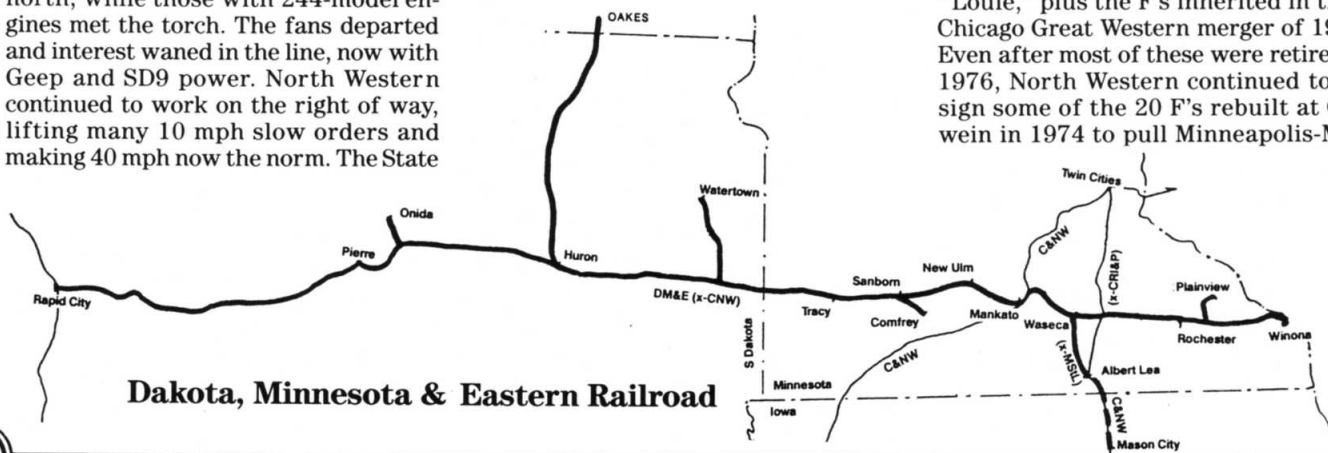 north, while those with 244-model en-
gines met the torch. The fans departed
and interest waned in the line, now with
Geep and SD9 power. North Western
continued to work on the right of way,
lifting many 10 mph slow orders and
making 40 mph now the norm. The State
"Louie," plus the F's inherited in
Chicago Great Western merger of
Even after most of these were
1976, North Western continued to
sign some of the 20 F's rebuilt at
wein in 1974 to pull
OAKES
Watertown
Onida
Pierre
Huron
Rapid City
DM&E (x-CNW)
S Dakota
Tracy
Sanborn
Comfrey
New Ulm
Mankato
Waseca
Twin Cities
C&NW
(x-CRI&P)
Plainview
Rochester
Winona
(x-MStL)
Albert Lea
C&NW
C&NW
Mason City
Minnesota
Iowa
Dakota, Minnesota & Eastern Railroad